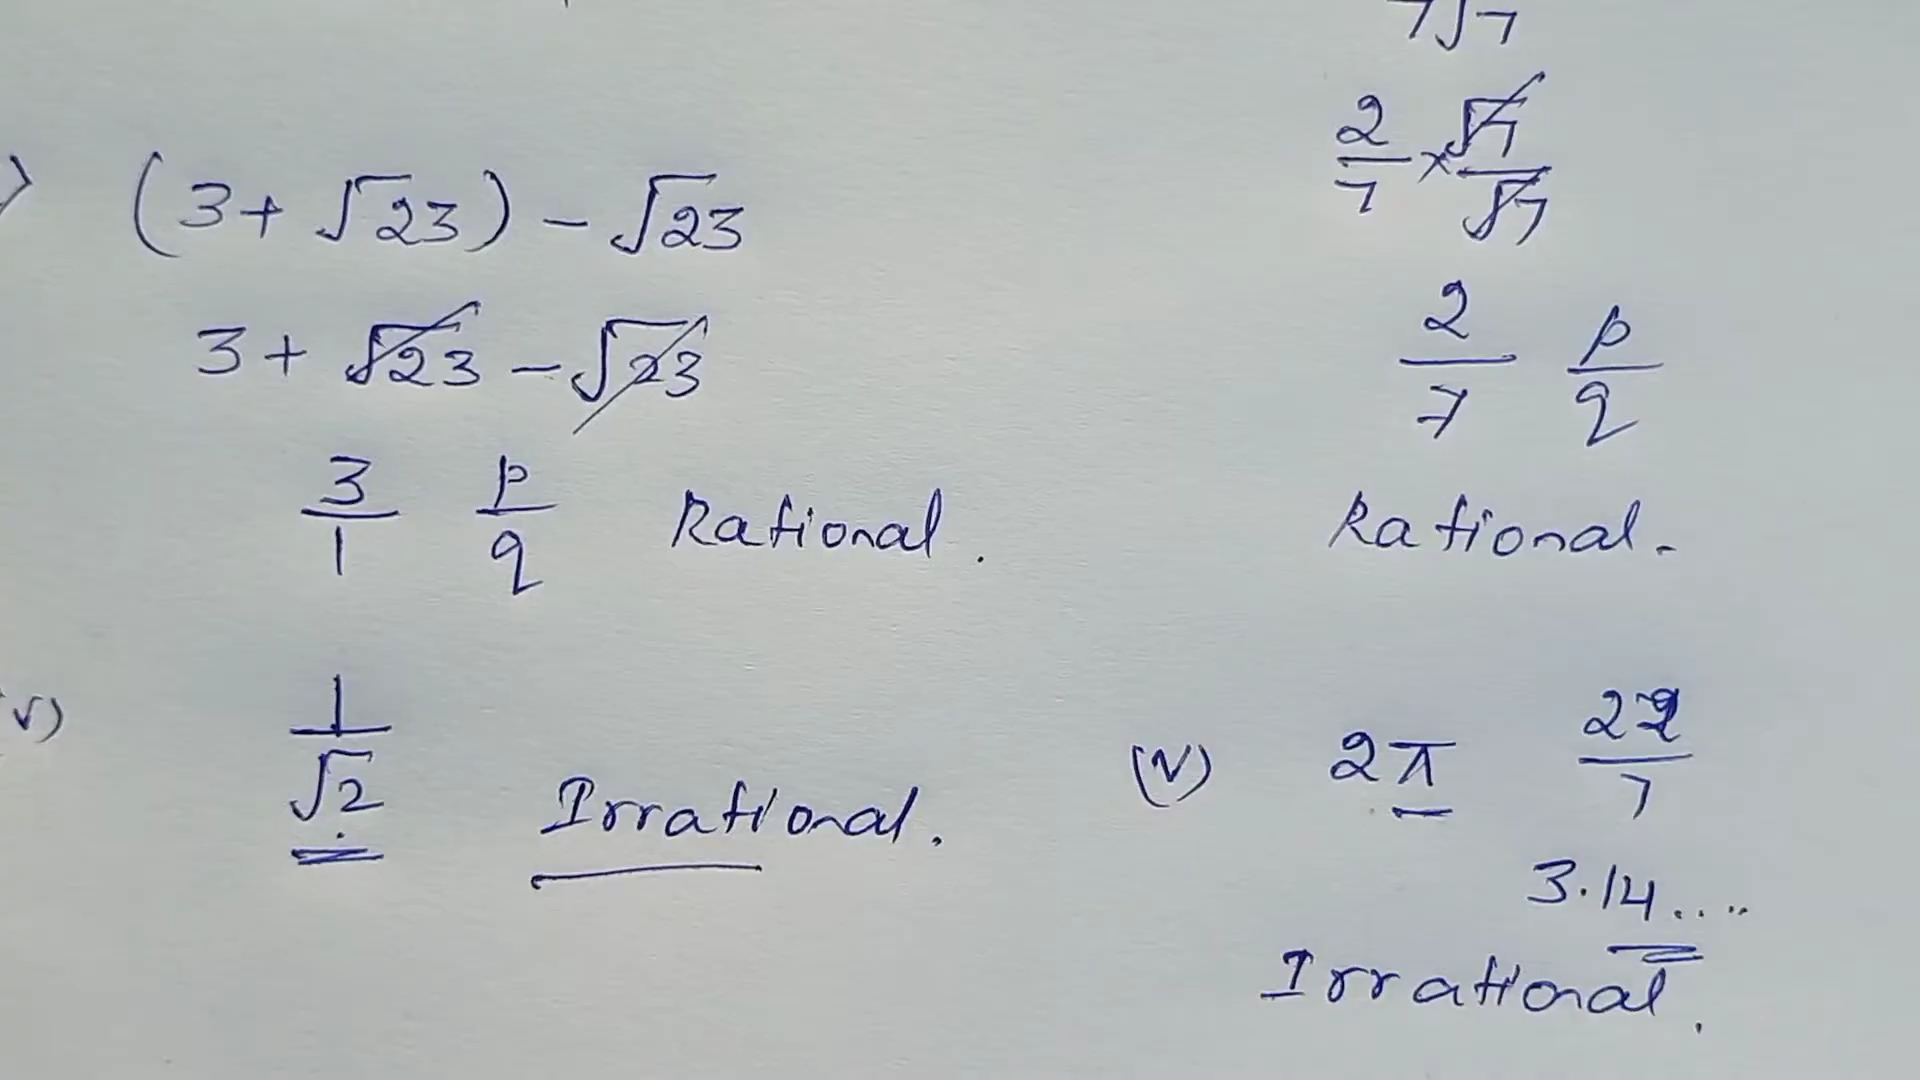 (3 + √23) - √23
3 + √23 - √23
3/1 p/q Rational.
v) 1/√2 Irrational.
7√7
2/7 × √7/√7
2/7 p/q
Rational.
(v) 2π 22/7
3.14.....
Irrational.